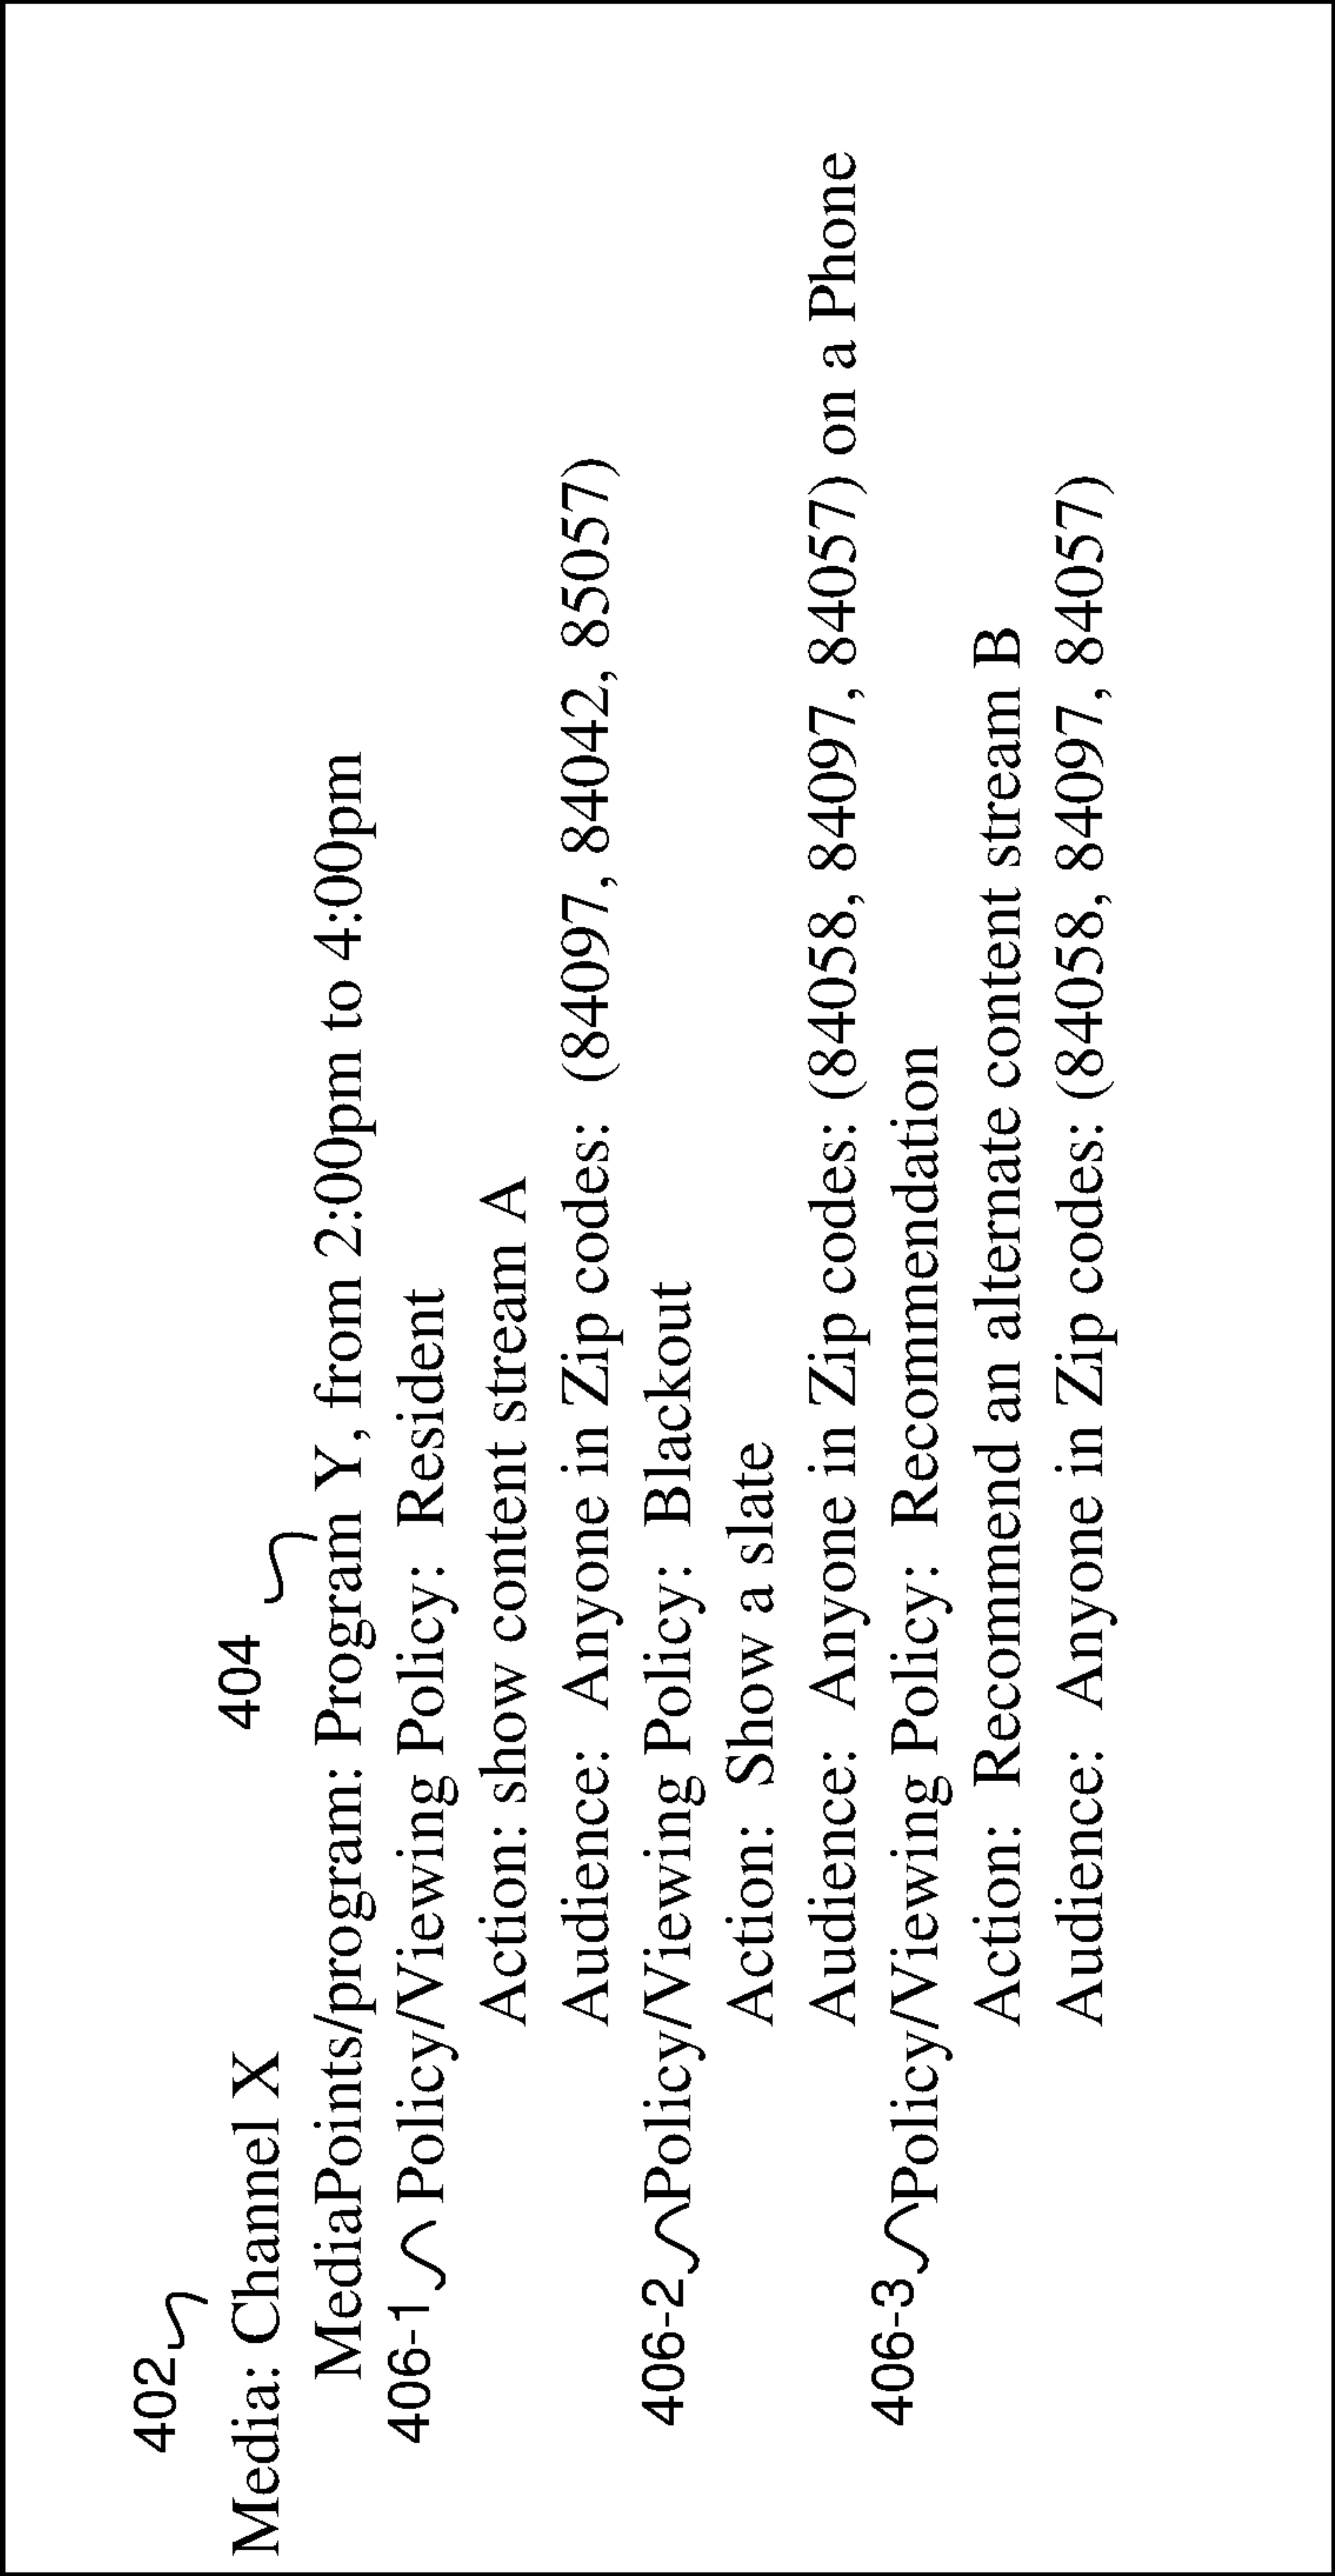 402
Media: Channel X
404
MediaPoints/program: Program Y, from 2:00pm to 4:00pm
406-1 Policy/Viewing Policy: Resident
Action: show content stream A
Audience: Anyone in Zip codes: (84097, 84042, 85057)
406-2 Policy/Viewing Policy: Blackout
Action: Show a slate
Audience: Anyone in Zip codes: (84058, 84097, 84057) on a Phone
406-3 Policy/Viewing Policy: Recommendation
Action: Recommend an alternate content stream B
Audience: Anyone in Zip codes: (84058, 84097, 84057)